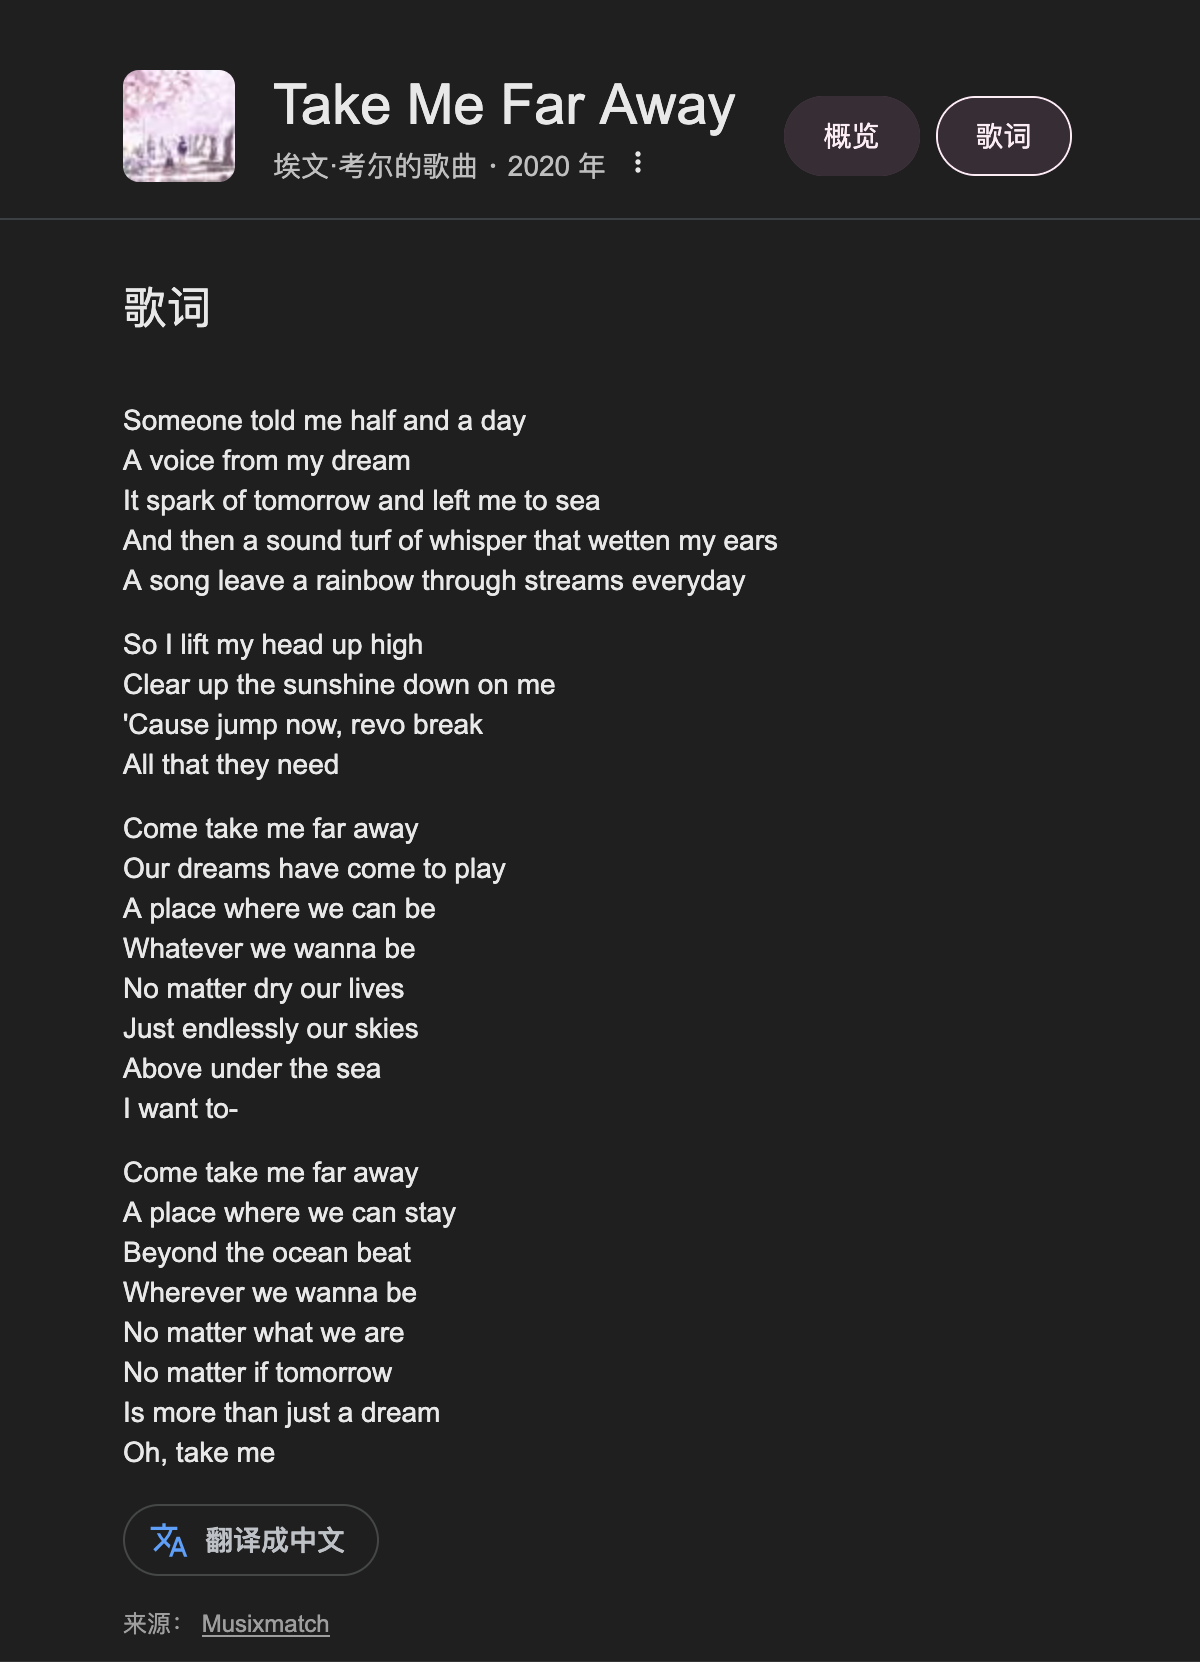 Take Me Far Away
埃文·考尔的歌曲 · 2020 年
概览
歌词
歌词
Someone told me half and a day
A voice from my dream
It spark of tomorrow and left me to sea
And then a sound turf of whisper that wetten my ears
A song leave a rainbow through streams everyday
So I lift my head up high
Clear up the sunshine down on me
'Cause jump now, revo break
All that they need
Come take me far away
Our dreams have come to play
A place where we can be
Whatever we wanna be
No matter dry our lives
Just endlessly our skies
Above under the sea
I want to-
Come take me far away
A place where we can stay
Beyond the ocean beat
Wherever we wanna be
No matter what we are
No matter if tomorrow
Is more than just a dream
Oh, take me
翻译成中文
来源： Musixmatch